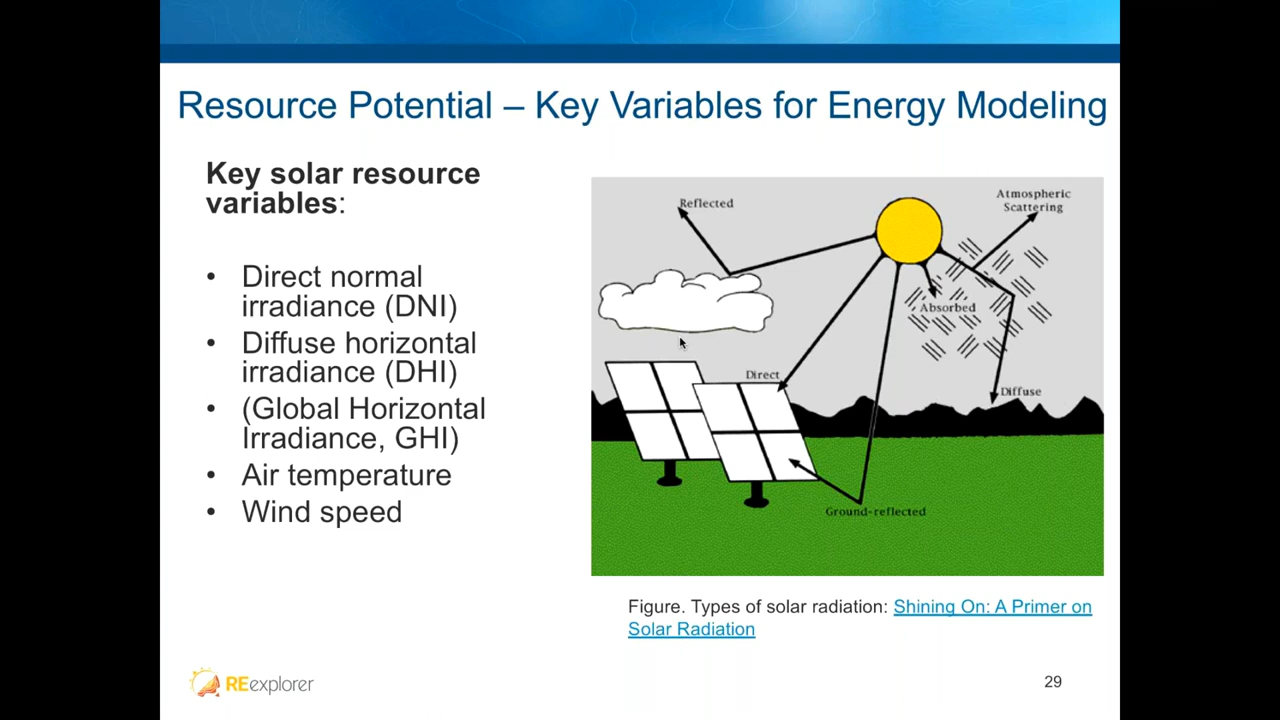 Resource Potential – Key Variables for Energy Modeling
Key solar resource
variables:
• Direct normal
irradiance (DNI)
• Diffuse horizontal
irradiance (DHI)
• (Global Horizontal
Irradiance, GHI)
• Air temperature
• Wind speed
Reflected
Atmospheric
Scattering
Absorbed
Direct
Diffuse
Ground-reflected
Figure. Types of solar radiation: Shining On: A Primer on
Solar Radiation
REexplorer
29